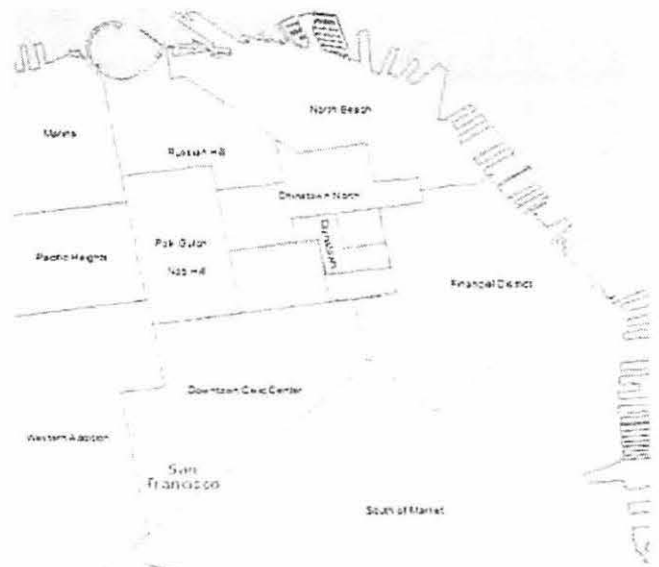 North Beach
Marina
Russian Hill
Chinatown North
Chinatown
Pacific Heights
Polk Gulch
Nob Hill
Financial District
Downtown Civic Center
Western Addition
San
Francisco
South of Market